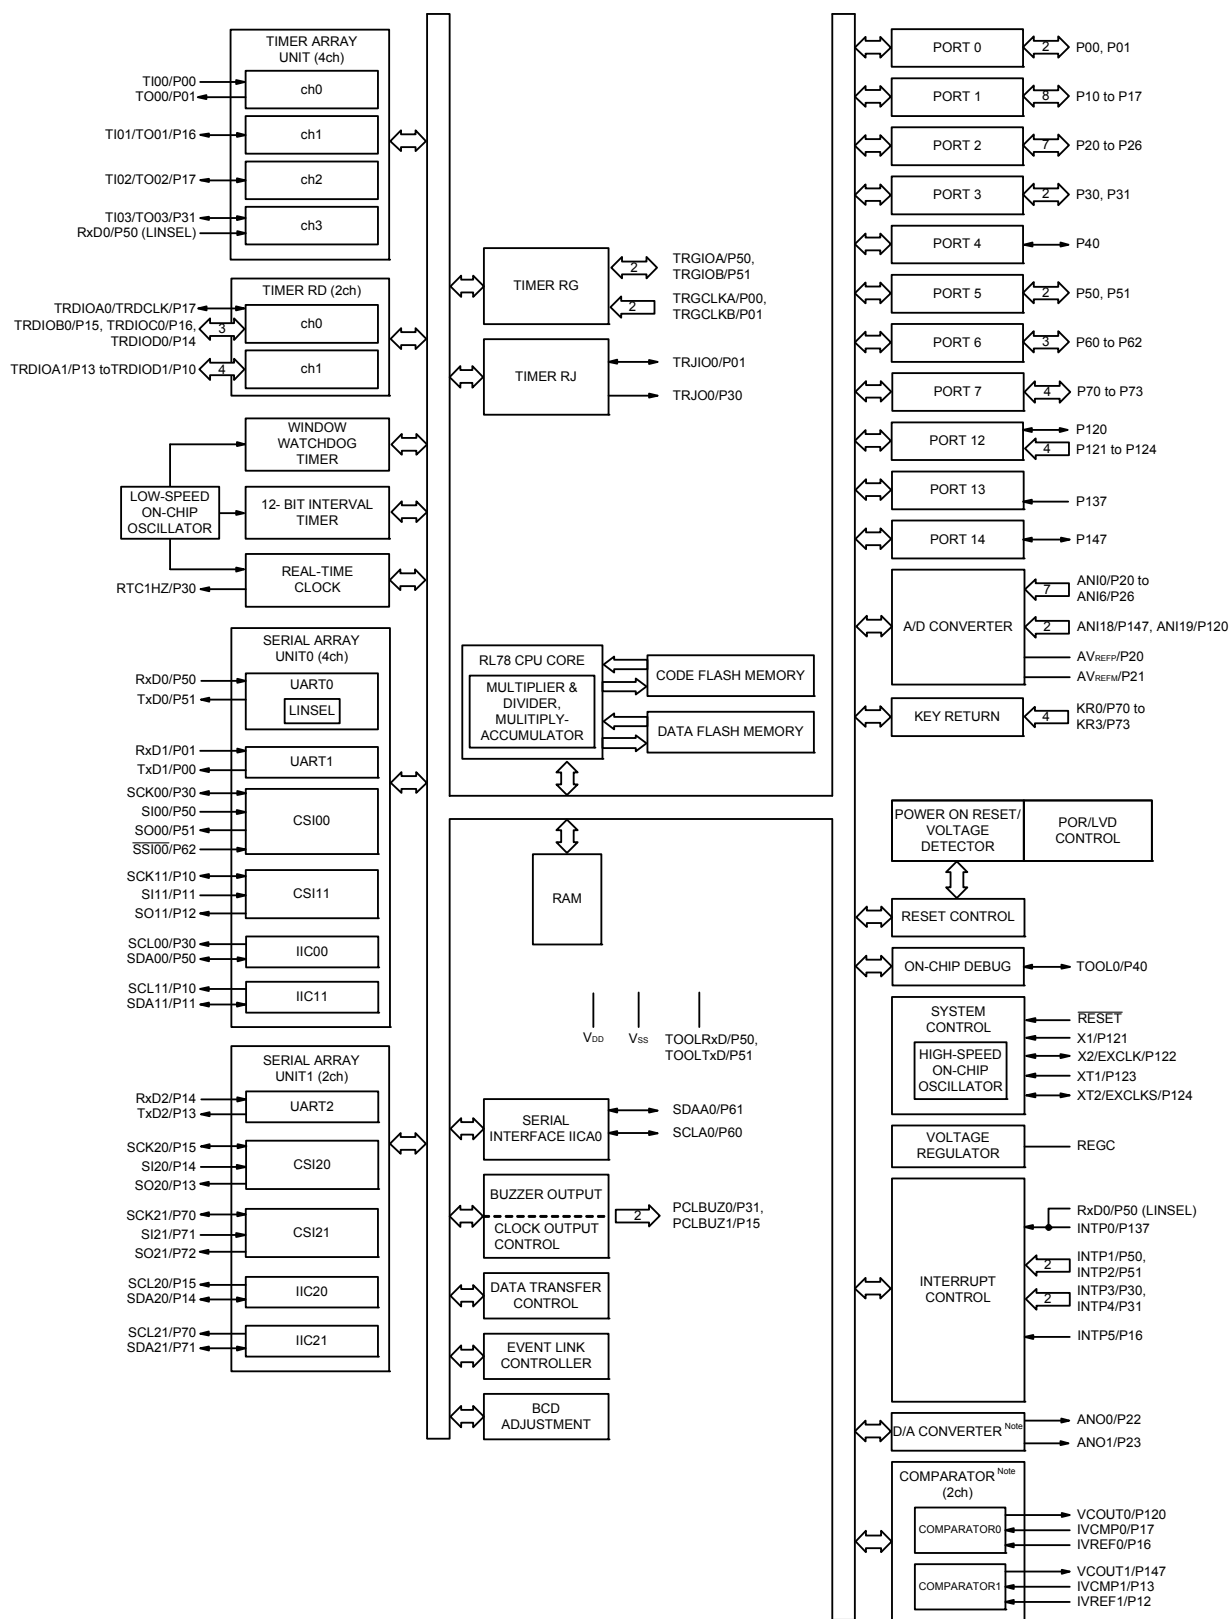 TIMER ARRAY
UNIT (4ch)
TI00/P00
TO00/P01
ch0
TI01/TO01/P16
ch1
TI02/TO02/P17
ch2
TI03/TO03/P31
RxD0/P50 (LINSEL)
ch3
TIMER RD (2ch)
TRDIOA0/TRDCLK/P17
TRDIOB0/P15, TRDIOC0/P16,
TRDIOD0/P14
3
ch0
TRDIOA1/P13 toTRDIOD1/P10
4
ch1
WINDOW
WATCHDOG
TIMER
LOW-SPEED
ON-CHIP
OSCILLATOR
12- BIT INTERVAL
TIMER
RTC1HZ/P30
REAL-TIME
CLOCK
SERIAL ARRAY
UNIT0 (4ch)
RxD0/P50
TxD0/P51
UART0
LINSEL
RxD1/P01
TxD1/P00
UART1
SCK00/P30
SI00/P50
SO00/P51
SSI00/P62
CSI00
SCK11/P10
SI11/P11
SO11/P12
CSI11
SCL00/P30
SDA00/P50
IIC00
SCL11/P10
SDA11/P11
IIC11
SERIAL ARRAY
UNIT1 (2ch)
RxD2/P14
TxD2/P13
UART2
SCK20/P15
SI20/P14
SO20/P13
CSI20
SCK21/P70
SI21/P71
SO21/P72
CSI21
SCL20/P15
SDA20/P14
IIC20
SCL21/P70
SDA21/P71
IIC21
TIMER RG
2
TRGIOA/P50,
TRGIOB/P51
2
TRGCLKA/P00,
TRGCLKB/P01
TIMER RJ
TRJIO0/P01
TRJO0/P30
RL78 CPU CORE
MULTIPLIER &
DIVIDER,
MULITIPLY-
ACCUMULATOR
CODE FLASH MEMORY
DATA FLASH MEMORY
RAM
VDD
VSS
TOOLRxD/P50,
TOOLTxD/P51
SERIAL
INTERFACE IICA0
SDAA0/P61
SCLA0/P60
BUZZER OUTPUT
CLOCK OUTPUT
CONTROL
2
PCLBUZ0/P31,
PCLBUZ1/P15
DATA TRANSFER
CONTROL
EVENT LINK
CONTROLLER
BCD
ADJUSTMENT
PORT 0
2
P00, P01
PORT 1
8
P10 to P17
PORT 2
7
P20 to P26
PORT 3
2
P30, P31
PORT 4
P40
PORT 5
2
P50, P51
PORT 6
3
P60 to P62
PORT 7
4
P70 to P73
PORT 12
P120
4
P121 to P124
PORT 13
P137
PORT 14
P147
A/D CONVERTER
7
ANI0/P20 to
ANI6/P26
2
ANI18/P147, ANI19/P120
AVREFP/P20
AVREFM/P21
KEY RETURN
4
KR0/P70 to
KR3/P73
POWER ON RESET/
VOLTAGE
DETECTOR
POR/LVD
CONTROL
RESET CONTROL
ON-CHIP DEBUG
TOOL0/P40
SYSTEM
CONTROL
HIGH-SPEED
ON-CHIP
OSCILLATOR
RESET
X1/P121
X2/EXCLK/P122
XT1/P123
XT2/EXCLKS/P124
VOLTAGE
REGULATOR
REGC
INTERRUPT
CONTROL
RxD0/P50 (LINSEL)
INTP0/P137
2
INTP1/P50,
INTP2/P51
2
INTP3/P30,
INTP4/P31
INTP5/P16
D/A CONVERTER Note
ANO0/P22
ANO1/P23
COMPARATOR Note
(2ch)
COMPARATOR0
VCOUT0/P120
IVCMP0/P17
IVREF0/P16
COMPARATOR1
VCOUT1/P147
IVCMP1/P13
IVREF1/P12